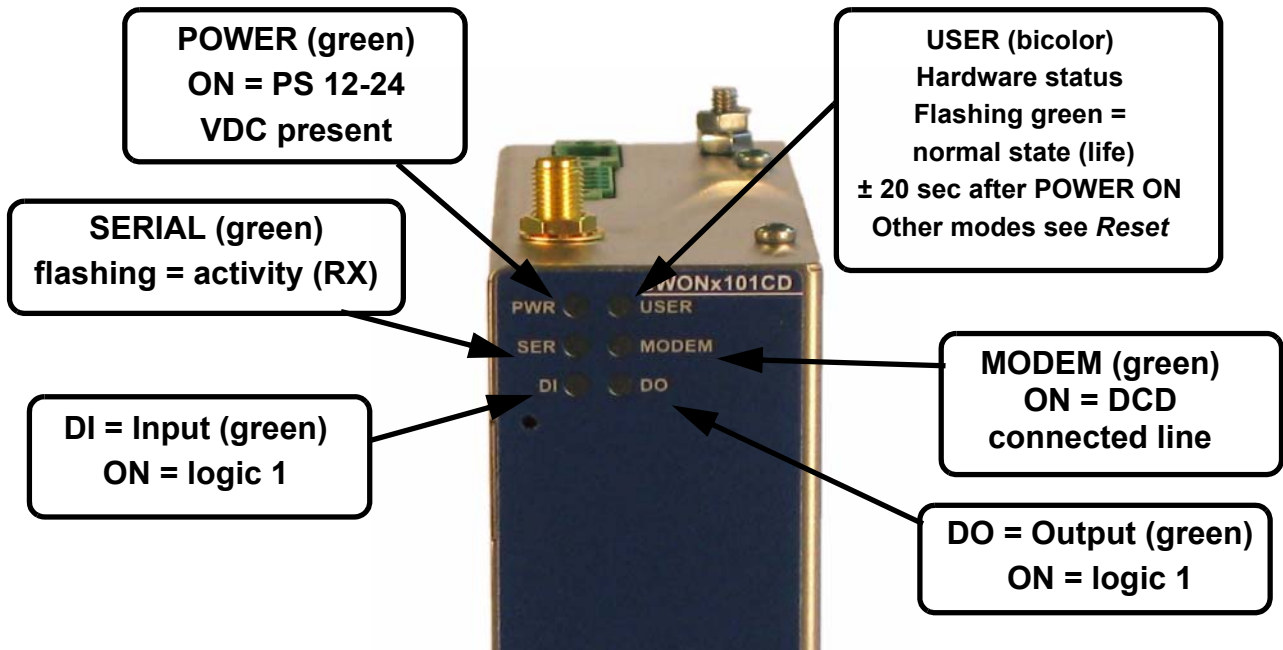 POWER (green)
ON = PS 12-24
VDC present
USER (bicolor)
Hardware status
Flashing green =
normal state (life)
± 20 sec after POWER ON
Other modes see Reset
SERIAL (green)
flashing = activity (RX)
WONx101CD
PWR USER
SER MODEM
DI DO
MODEM (green)
ON = DCD
connected line
DI = Input (green)
ON = logic 1
DO = Output (green)
ON = logic 1